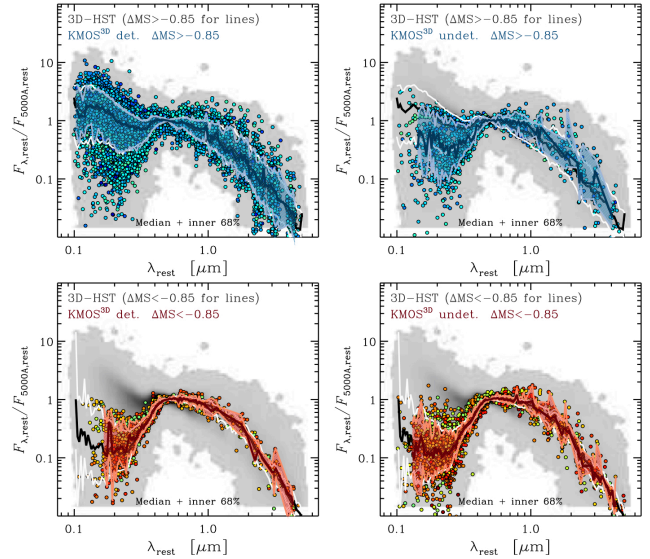 3D-HST (ΔMS>−0.85 for lines)
KMOS3D det. ΔMS>−0.85
10
1
0.1
Fλ,rest/F5000A,rest
Median + inner 68%
0.1
1.0
λrest [μm]
3D-HST (ΔMS>−0.85 for lines)
KMOS3D undet. ΔMS>−0.85
10
1
0.1
Fλ,rest/F5000A,rest
Median + inner 68%
0.1
1.0
λrest [μm]
3D-HST (ΔMS<−0.85 for lines)
KMOS3D det. ΔMS<−0.85
10
1
0.1
Fλ,rest/F5000A,rest
Median + inner 68%
0.1
1.0
λrest [μm]
3D-HST (ΔMS<−0.85 for lines)
KMOS3D undet. ΔMS<−0.85
10
1
0.1
Fλ,rest/F5000A,rest
Median + inner 68%
0.1
1.0
λrest [μm]